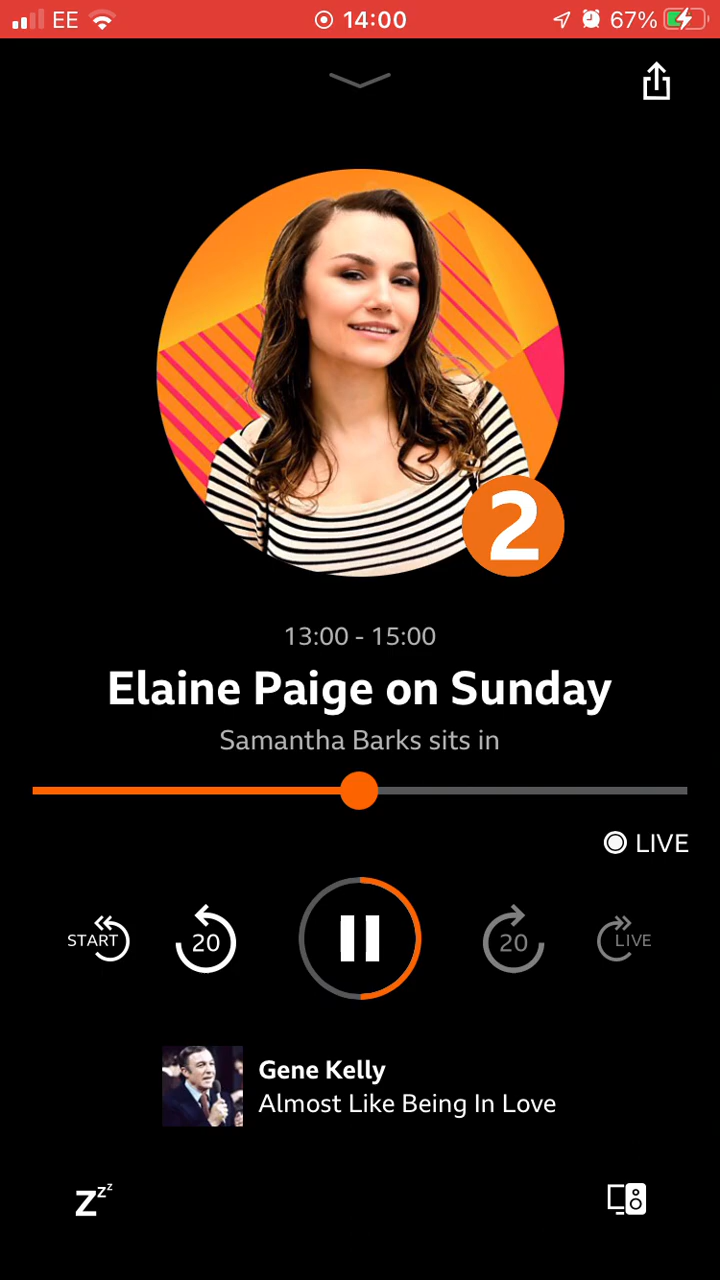 EE 14:00 67%
2
13:00 - 15:00
Elaine Paige on Sunday
Samantha Barks sits in
LIVE
START 20 20 LIVE
Gene Kelly
Almost Like Being In Love
Zzz